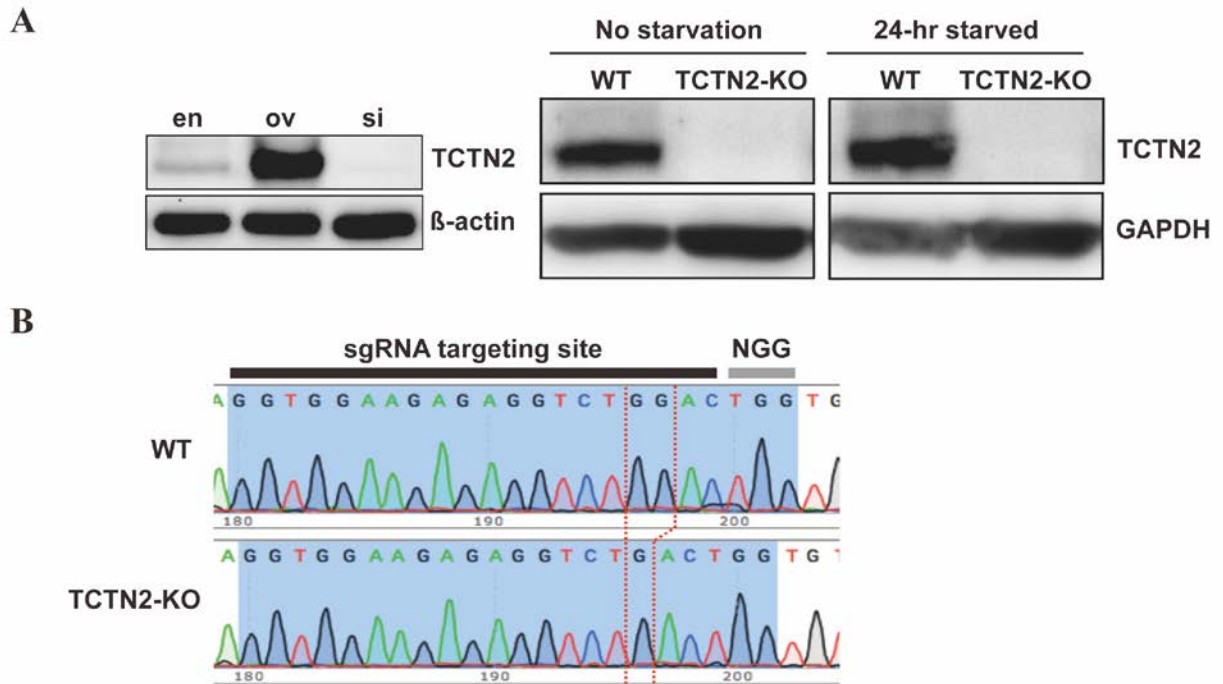 A
No starvation 24-hr starved
WT TCTN2-KO WT TCTN2-KO
en ov si
TCTN2 TCTN2
ß-actin GAPDH
B
sgRNA targeting site NGG
A G G T G G A A G A G A G G T C T G G A C T G G T G
WT
180 190 200
A G G T G G A A G A G A G G T C T G A C T G G T G T
TCTN2-KO
180 190 200